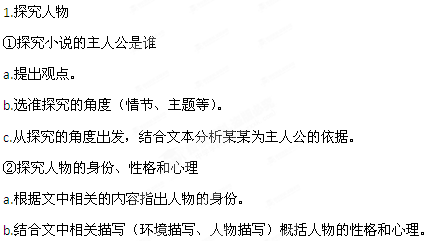 1.探究人物
①探究小说的主人公是谁
a.提出观点。
b.选准探究的角度（情节、主题等）。
c.从探究的角度出发，结合文本分析某某为主人公的依据。
②探究人物的身份、性格和心理
a.根据文中相关的内容指出人物的身份。
b.结合文中相关描写（环境描写、人物描写）概括人物的性格和心理。